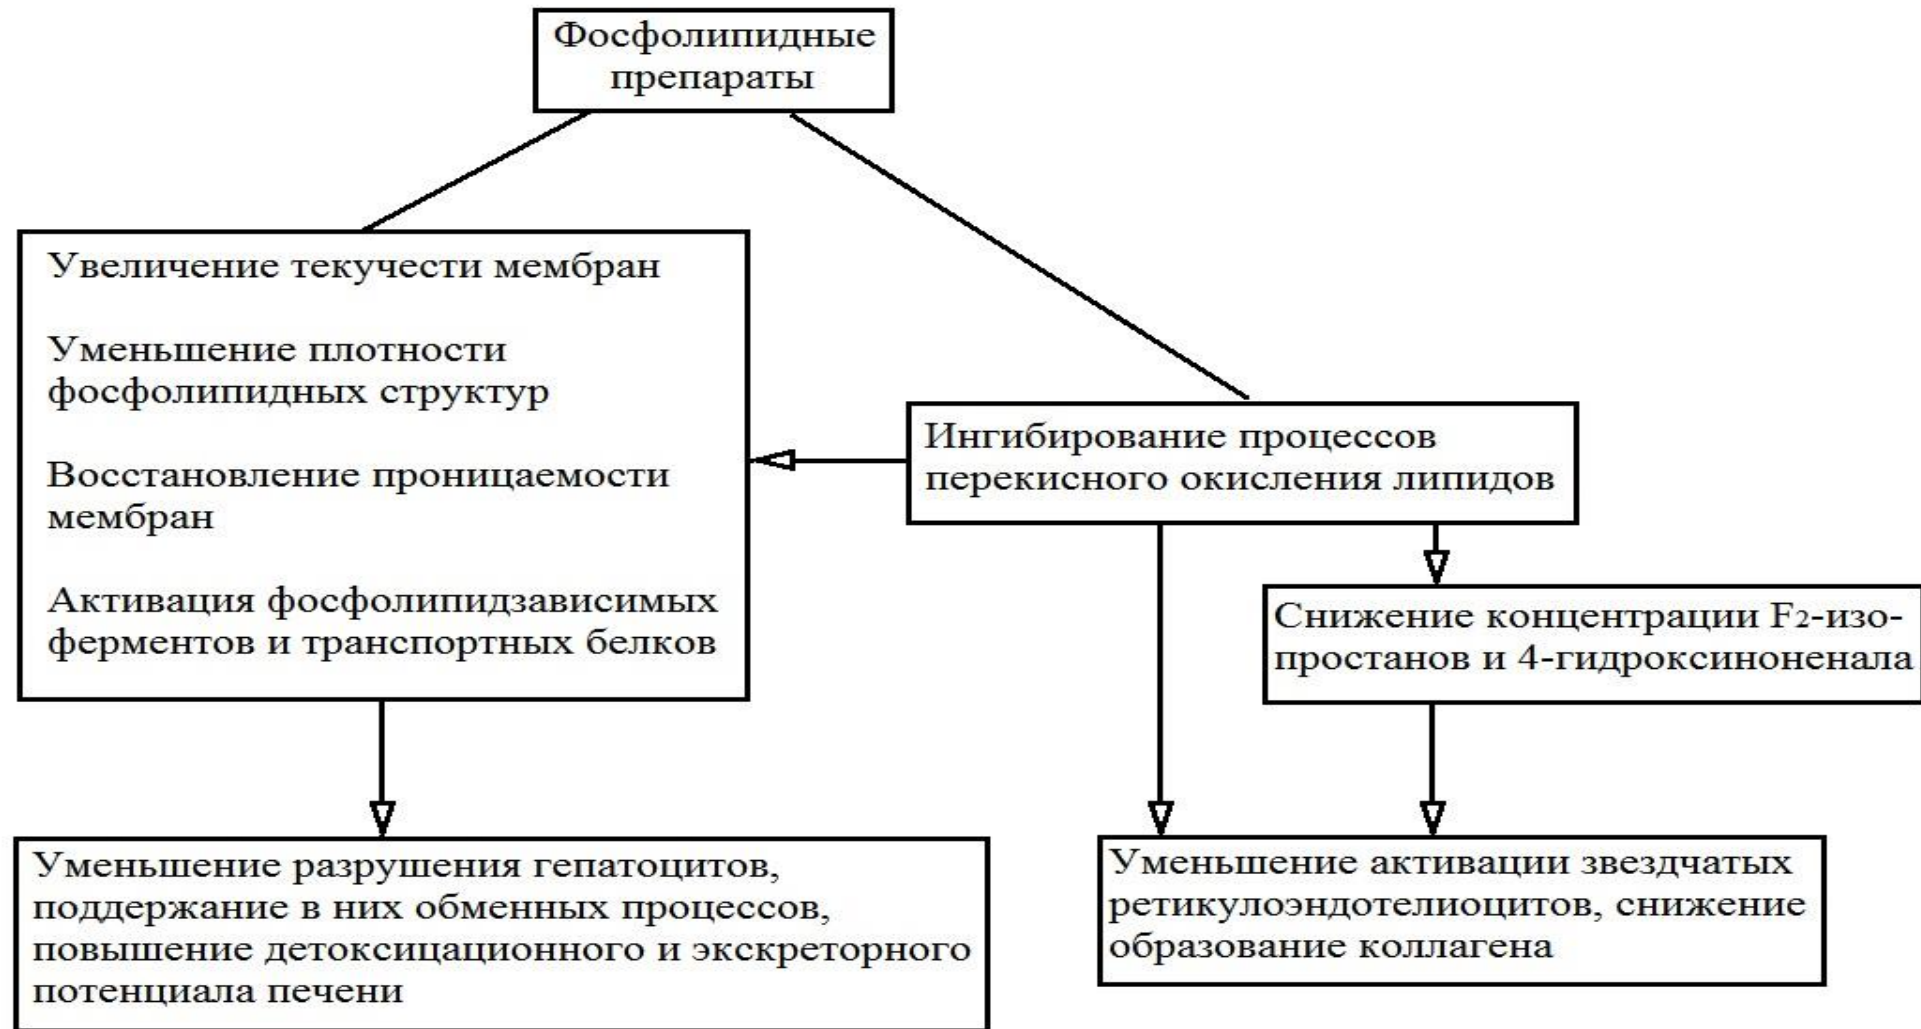 Фосфолипидные
препараты
Увеличение текучести мембран
Уменьшение плотности
фосфолипидных структур
Восстановление проницаемости
мембран
Активация фосфолипидзависимых
ферментов и транспортных белков
Ингибирование процессов
перекисного окисления липидов
Снижение концентрации F₂-изо-
простанов и 4-гидроксиноненала
Уменьшение разрушения гепатоцитов,
поддержание в них обменных процессов,
повышение детоксицационного и экскреторного
потенциала печени
Уменьшение активации звездчатых
ретикулоэндотелиоцитов, снижение
образование коллагена